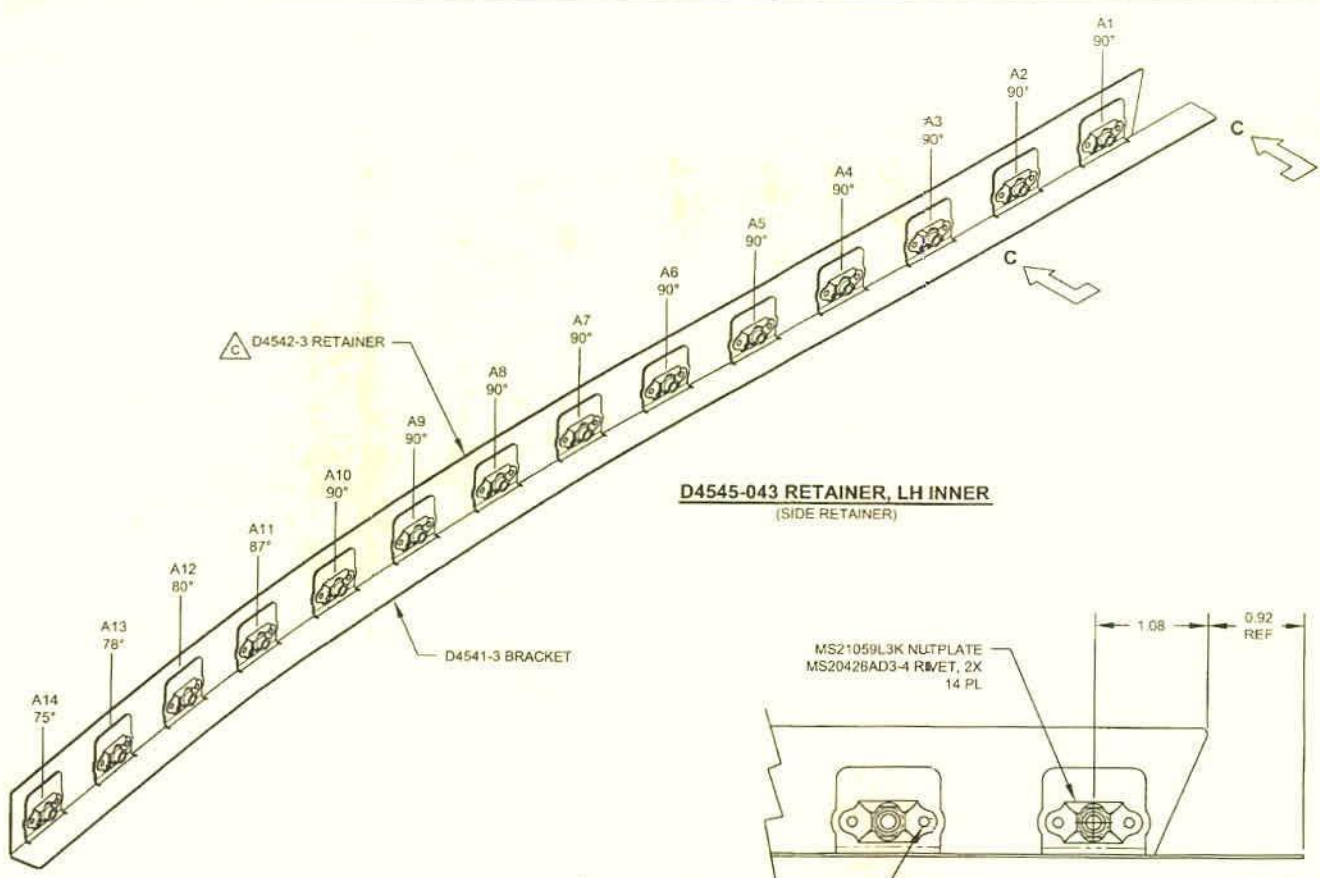 A1
90°
A2
90°
A3
90°
A4
90°
A5
90°
A6
90°
A7
90°
A8
90°
A9
90°
A10
90°
A11
87°
A12
80°
A13
78°
A14
75°
C
C
C D4542-3 RETAINER
D4541-3 BRACKET
D4545-043 RETAINER, LH INNER
(SIDE RETAINER)
MS21059L3K NUTPLATE
MS20426AD3-4 RIVET, 2X
14 PL
1.08
0.92
REF